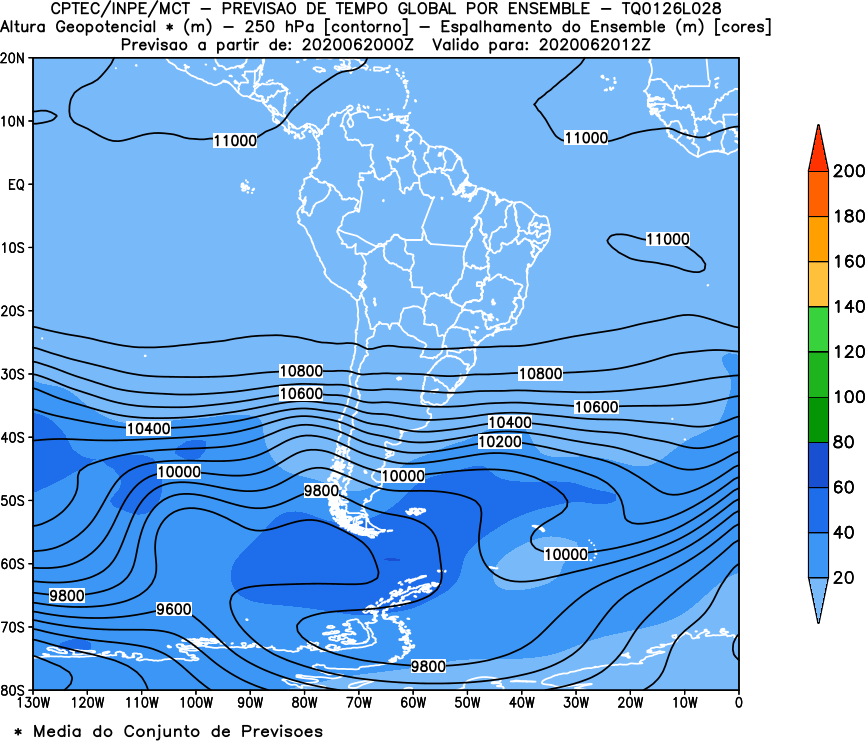 CPTEC/INPE/MCT – PREVISAO DE TEMPO GLOBAL POR ENSEMBLE – TQ0126L028
Altura Geopotencial * (m) – 250 hPa [contorno] – Espalhamento do Ensemble (m) [cores]
Previsao a partir de: 2020062000Z Valido para: 2020062012Z
20N
10N
EQ
10S
20S
30S
40S
50S
60S
70S
80S
11000
11000
11000
10800
10800
10600
10600
10400
10400
10200
10000
10000
9800
10000
9800
9600
9800
130W 120W 110W 100W 90W 80W 70W 60W 50W 40W 30W 20W 10W 0
200
180
160
140
120
100
80
60
40
20
* Media do Conjunto de Previsoes